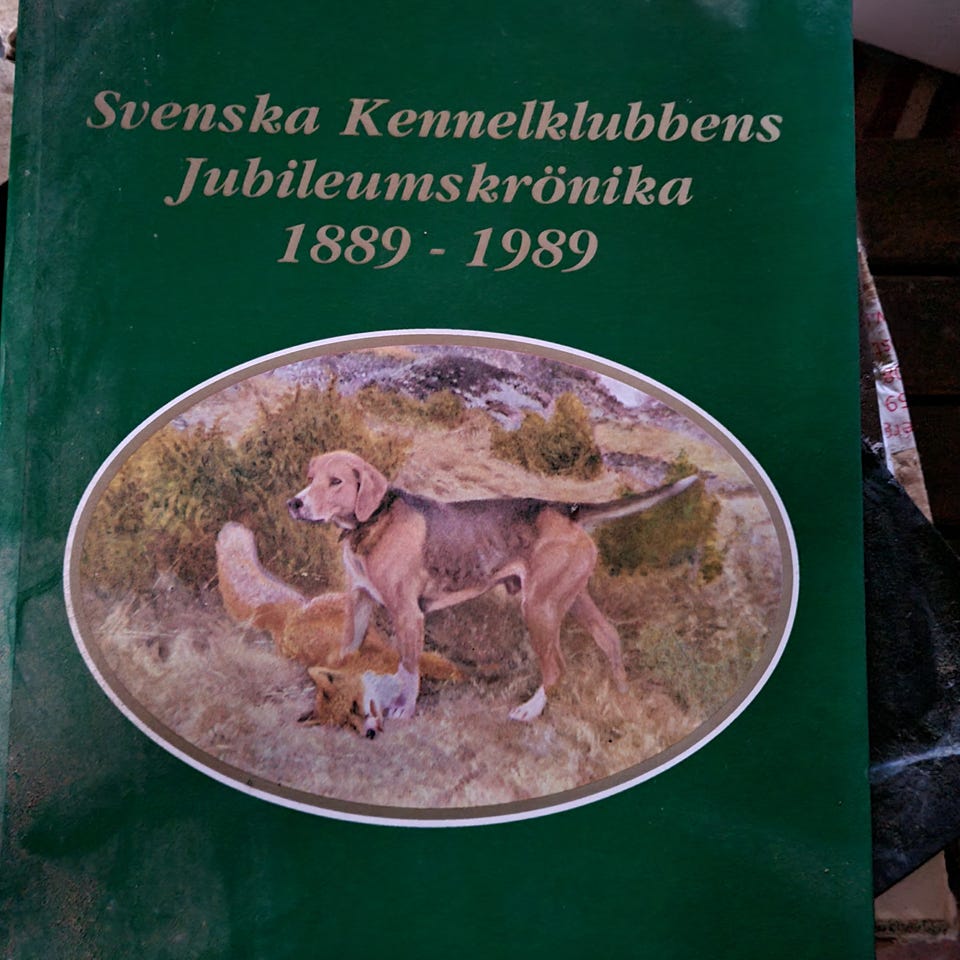 Svenska Kennelklubbens
Jubileumskrönika
1889 - 1989